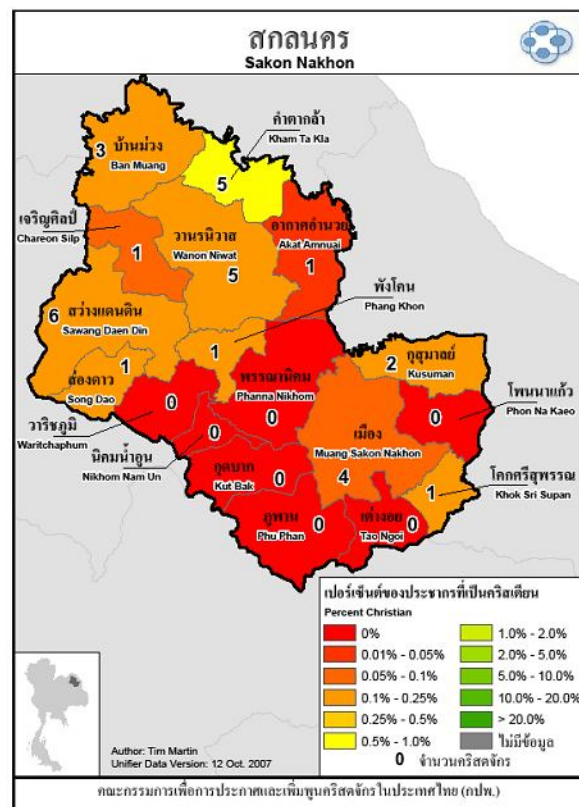 สกลนคร
Sakon Nakhon
คำตากล้า
Kham Ta Kla
3
บ้านม่วง
Ban Muang
5
เจริญศิลป์
Chareon Silp
วานรนิวาส
Wanon Niwat
อากาศอำนวย
Akat Amnuai
1
5
1
พังโคน
Phang Khon
6
สว่างแดนดิน
Sawang Daen Din
1
1
2
กุสุมาลย์
Kusuman
ส่องดาว
Song Dao
พรรณานิคม
Phanna Nikhom
0
0
0
โพนนาแก้ว
Phon Na Kaeo
วาริชภูมิ
Waritchaphum
0
เมือง
Muang Sakon Nakhon
นิคมน้ำอูน
Nikhom Nam Un
กุดบาก
Kut Bak
0
4
1
โคกศรีสุพรรณ
Khok Sri Supan
ภูพาน
Phu Phan
0
เต่างอย
Tao Ngoi
0
เปอร์เซ็นต์ของประชากรที่เป็นคริสเตียน
Percent Christian
0%
0.01% - 0.05%
0.05% - 0.1%
0.1% - 0.25%
0.25% - 0.5%
0.5% - 1.0%
1.0% - 2.0%
2.0% - 5.0%
5.0% - 10.0%
10.0% - 20.0%
> 20.0%
ไม่มีข้อมูล
0 จำนวนคริสตจักร
Author: Tim Martin
Unifier Data Version: 12 Oct. 2007
คณะกรรมการเพื่อการประกาศและเพิ่มพูนคริสตจักรในประเทศไทย (กปพ.)